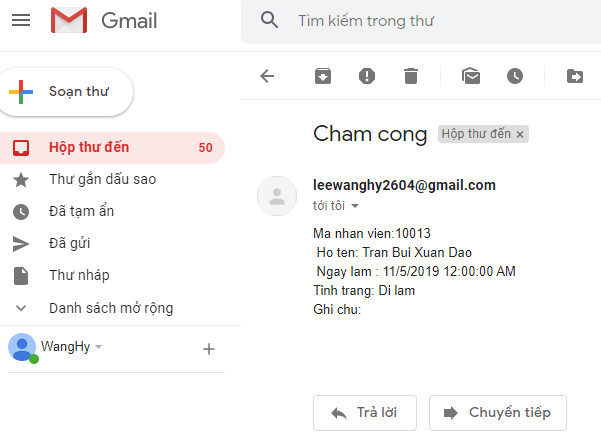 Gmail
Tìm kiếm trong thư
Soạn thư
Hộp thư đến 50
Thư gắn dấu sao
Đã tạm ẩn
Đã gửi
Thư nháp
Danh sách mở rộng
WangHy
Cham cong Hộp thư đến x
leewanghy2604@gmail.com
tới tôi
Ma nhan vien:10013
Ho ten: Tran Bui Xuan Dao
Ngay lam : 11/5/2019 12:00:00 AM
Tinh trang: Di lam
Ghi chu:
Trả lời
Chuyển tiếp